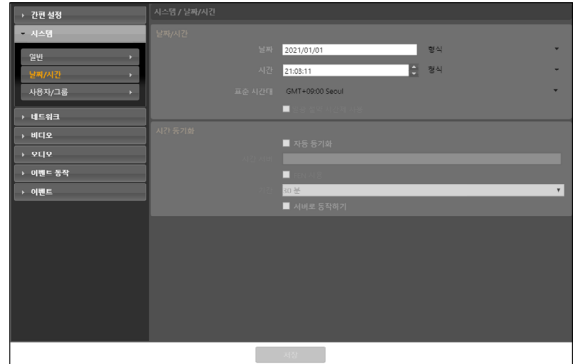 간편 설정
시스템
일반
날짜/시간
사용자/그룹
네트워크
비디오
오디오
이벤트 동작
이벤트
시스템 / 날짜/시간
날짜/시간
날짜 2021/01/01 형식
시간 21:03:11 형식
표준 시간대 GMT+09:00 Seoul
시간 동기화
자동 동기화
60 분
서버로 동작하기
저장